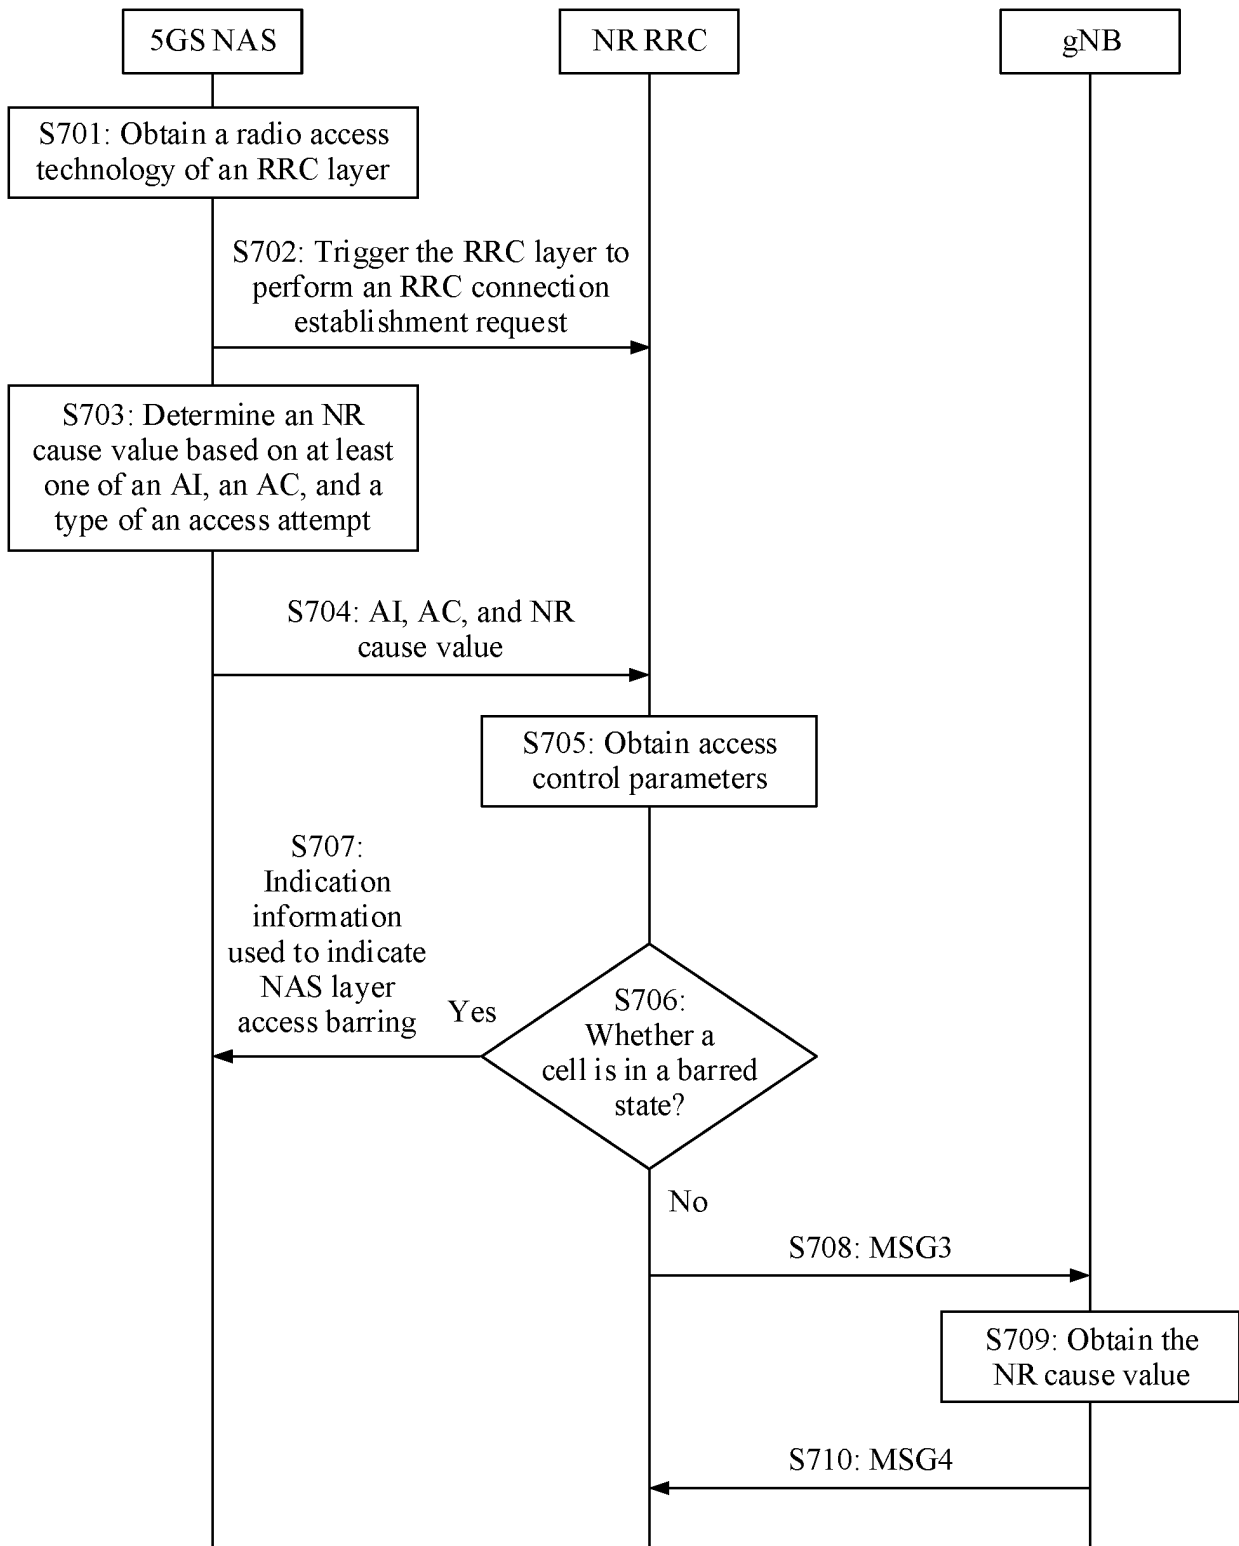 5GS NAS
NR RRC
gNB
S701: Obtain a radio access
technology of an RRC layer
S702: Trigger the RRC layer to
perform an RRC connection
establishment request
S703: Determine an NR
cause value based on at least
one of an AI, an AC, and a
type of an access attempt
S704: AI, AC, and NR
cause value
S705: Obtain access
control parameters
S707:
Indication
information
used to indicate
NAS layer
access barring
Yes
S706:
Whether a
cell is in a barred
state?
No
S708: MSG3
S709: Obtain the
NR cause value
S710: MSG4